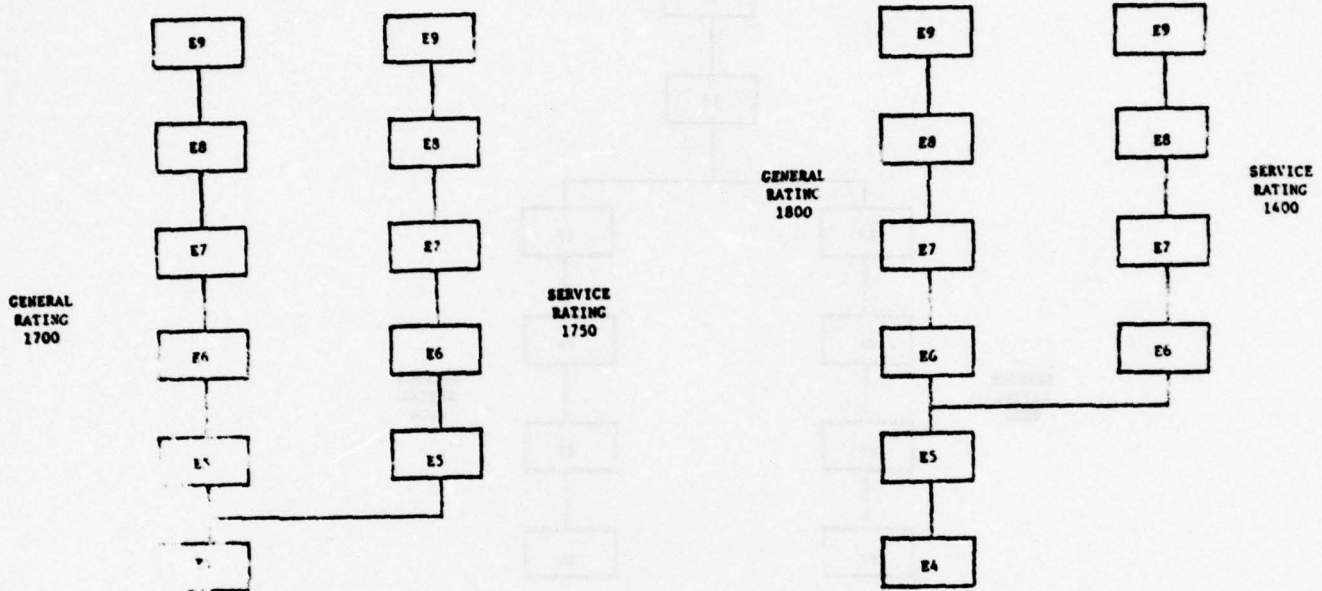 E9
E8
E7
GENERAL
RATING
1700
E6
E5
E9
E8
E7
SERVICE
RATING
1750
E6
E5
E9
E8
GENERAL
RATING
1800
E7
E6
E5
E4
E9
E8
SERVICE
RATING
1400
E7
E6